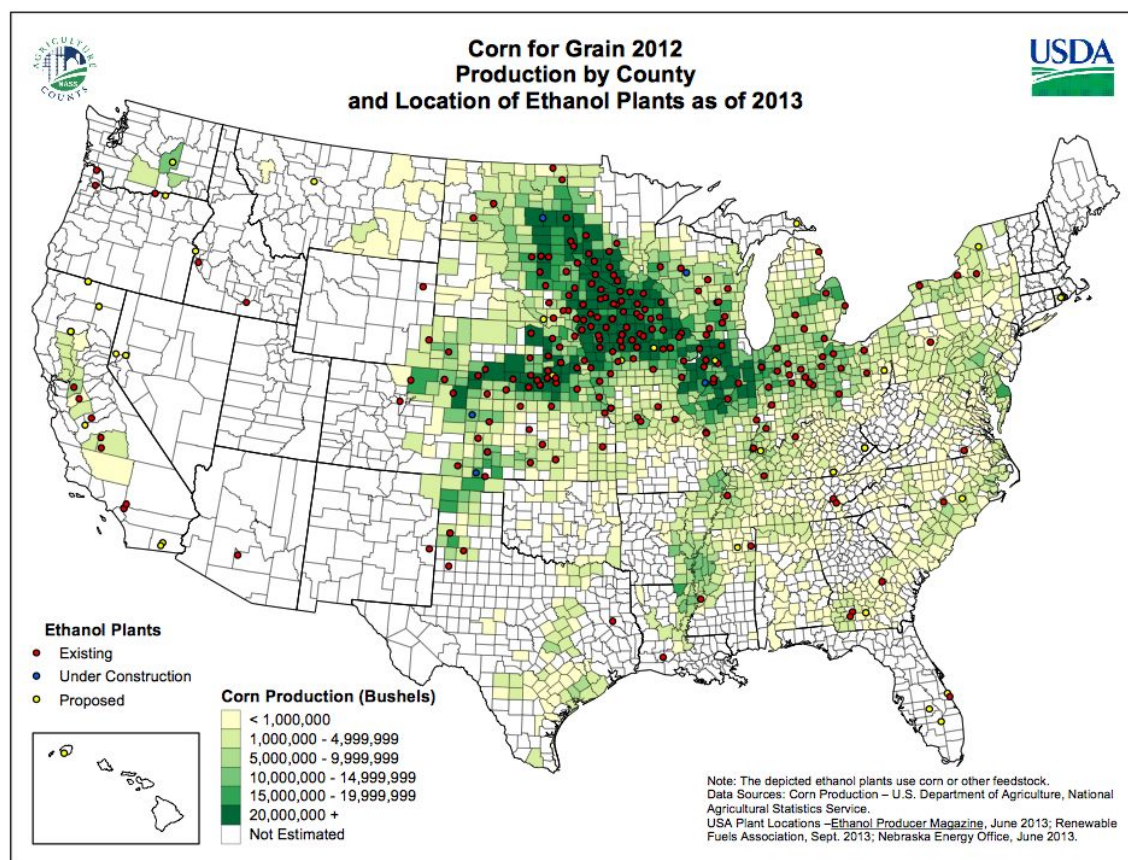 Corn for Grain 2012
Production by County
and Location of Ethanol Plants as of 2013
AGRICULTURE
NASS
COUNTS
USDA
Ethanol Plants
Existing
Under Construction
Proposed
Corn Production (Bushels)
< 1,000,000
1,000,000 - 4,999,999
5,000,000 - 9,999,999
10,000,000 - 14,999,999
15,000,000 - 19,999,999
20,000,000 +
Not Estimated
Note: The depicted ethanol plants use corn or other feedstock.
Data Sources: Corn Production – U.S. Department of Agriculture, National
Agricultural Statistics Service.
USA Plant Locations –Ethanol Producer Magazine, June 2013; Renewable
Fuels Association, Sept. 2013; Nebraska Energy Office, June 2013.